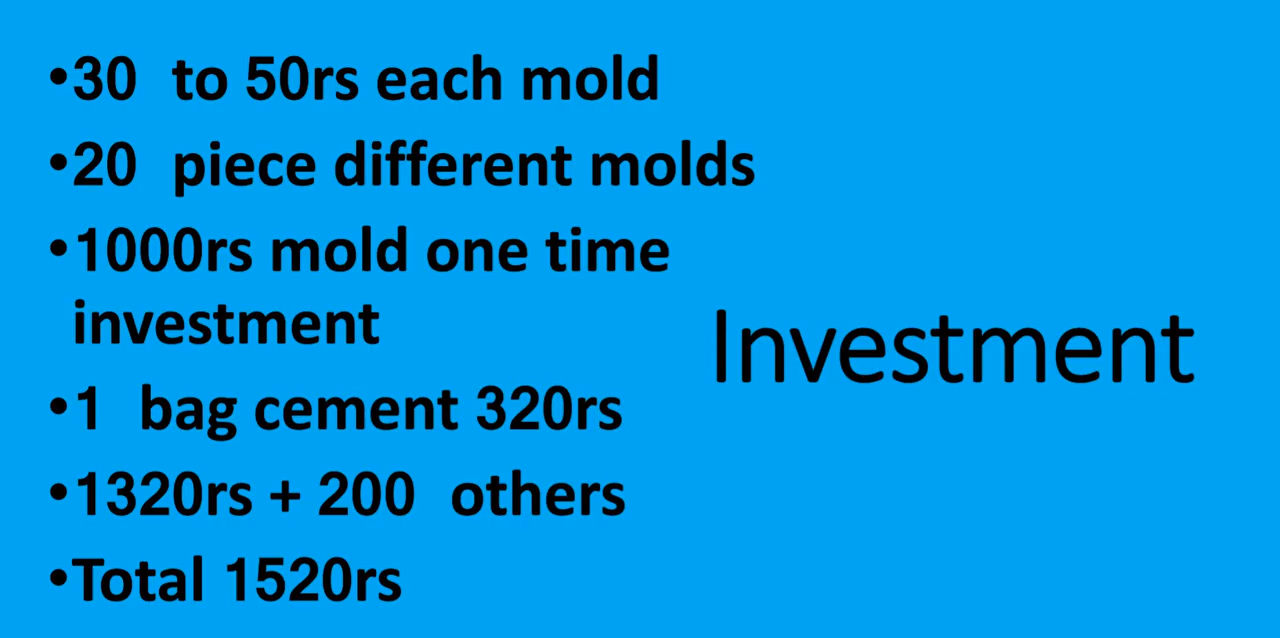 •30 to 50rs each mold
•20 piece different molds
•1000rs mold one time
investment
•1 bag cement 320rs
•1320rs + 200 others
•Total 1520rs
Investment